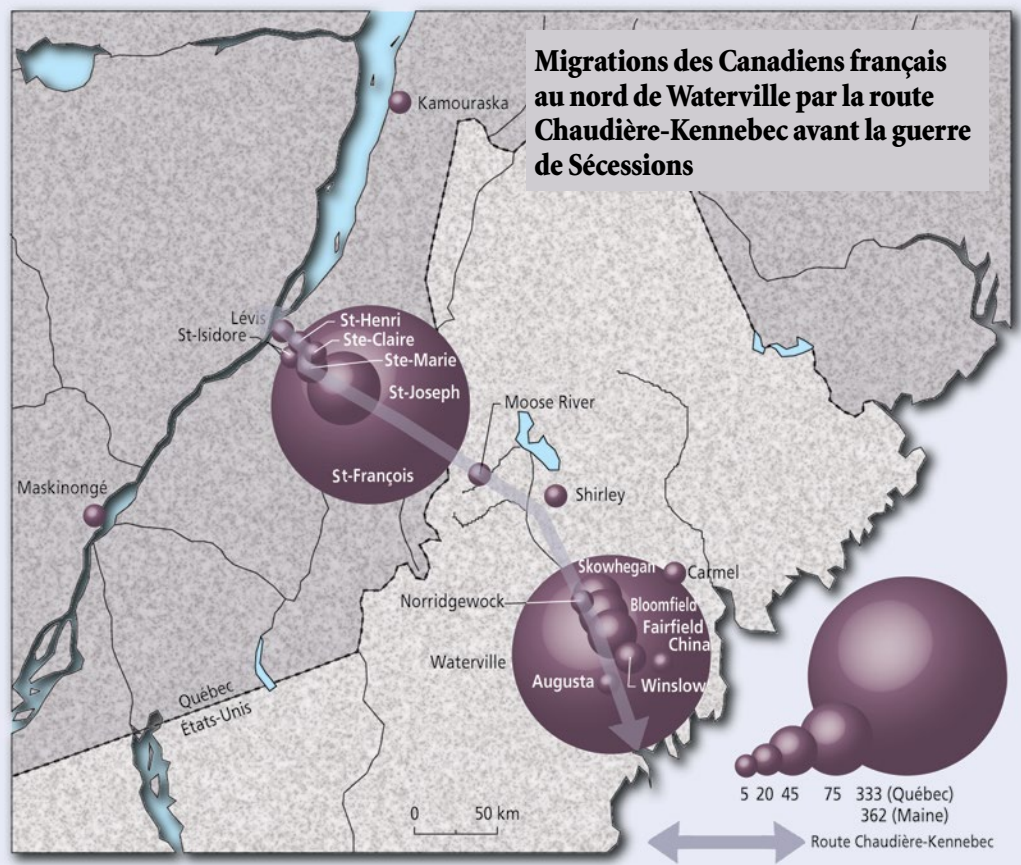 Migrations des Canadiens français
au nord de Waterville par la route
Chaudière-Kennebec avant la guerre
de Sécessions
Kamouraska
Lévis
St-Henri
St-Isidore
Ste-Claire
Ste-Marie
St-Joseph
Moose River
St-François
Maskinongé
Shirley
Skowhegan
Carmel
Norridgewock
Bloomfield
Fairfield
China
Waterville
Augusta
Winslow
Québec
États-Unis
5 20 45 75 333 (Québec)
362 (Maine)
0 50 km
Route Chaudière-Kennebec